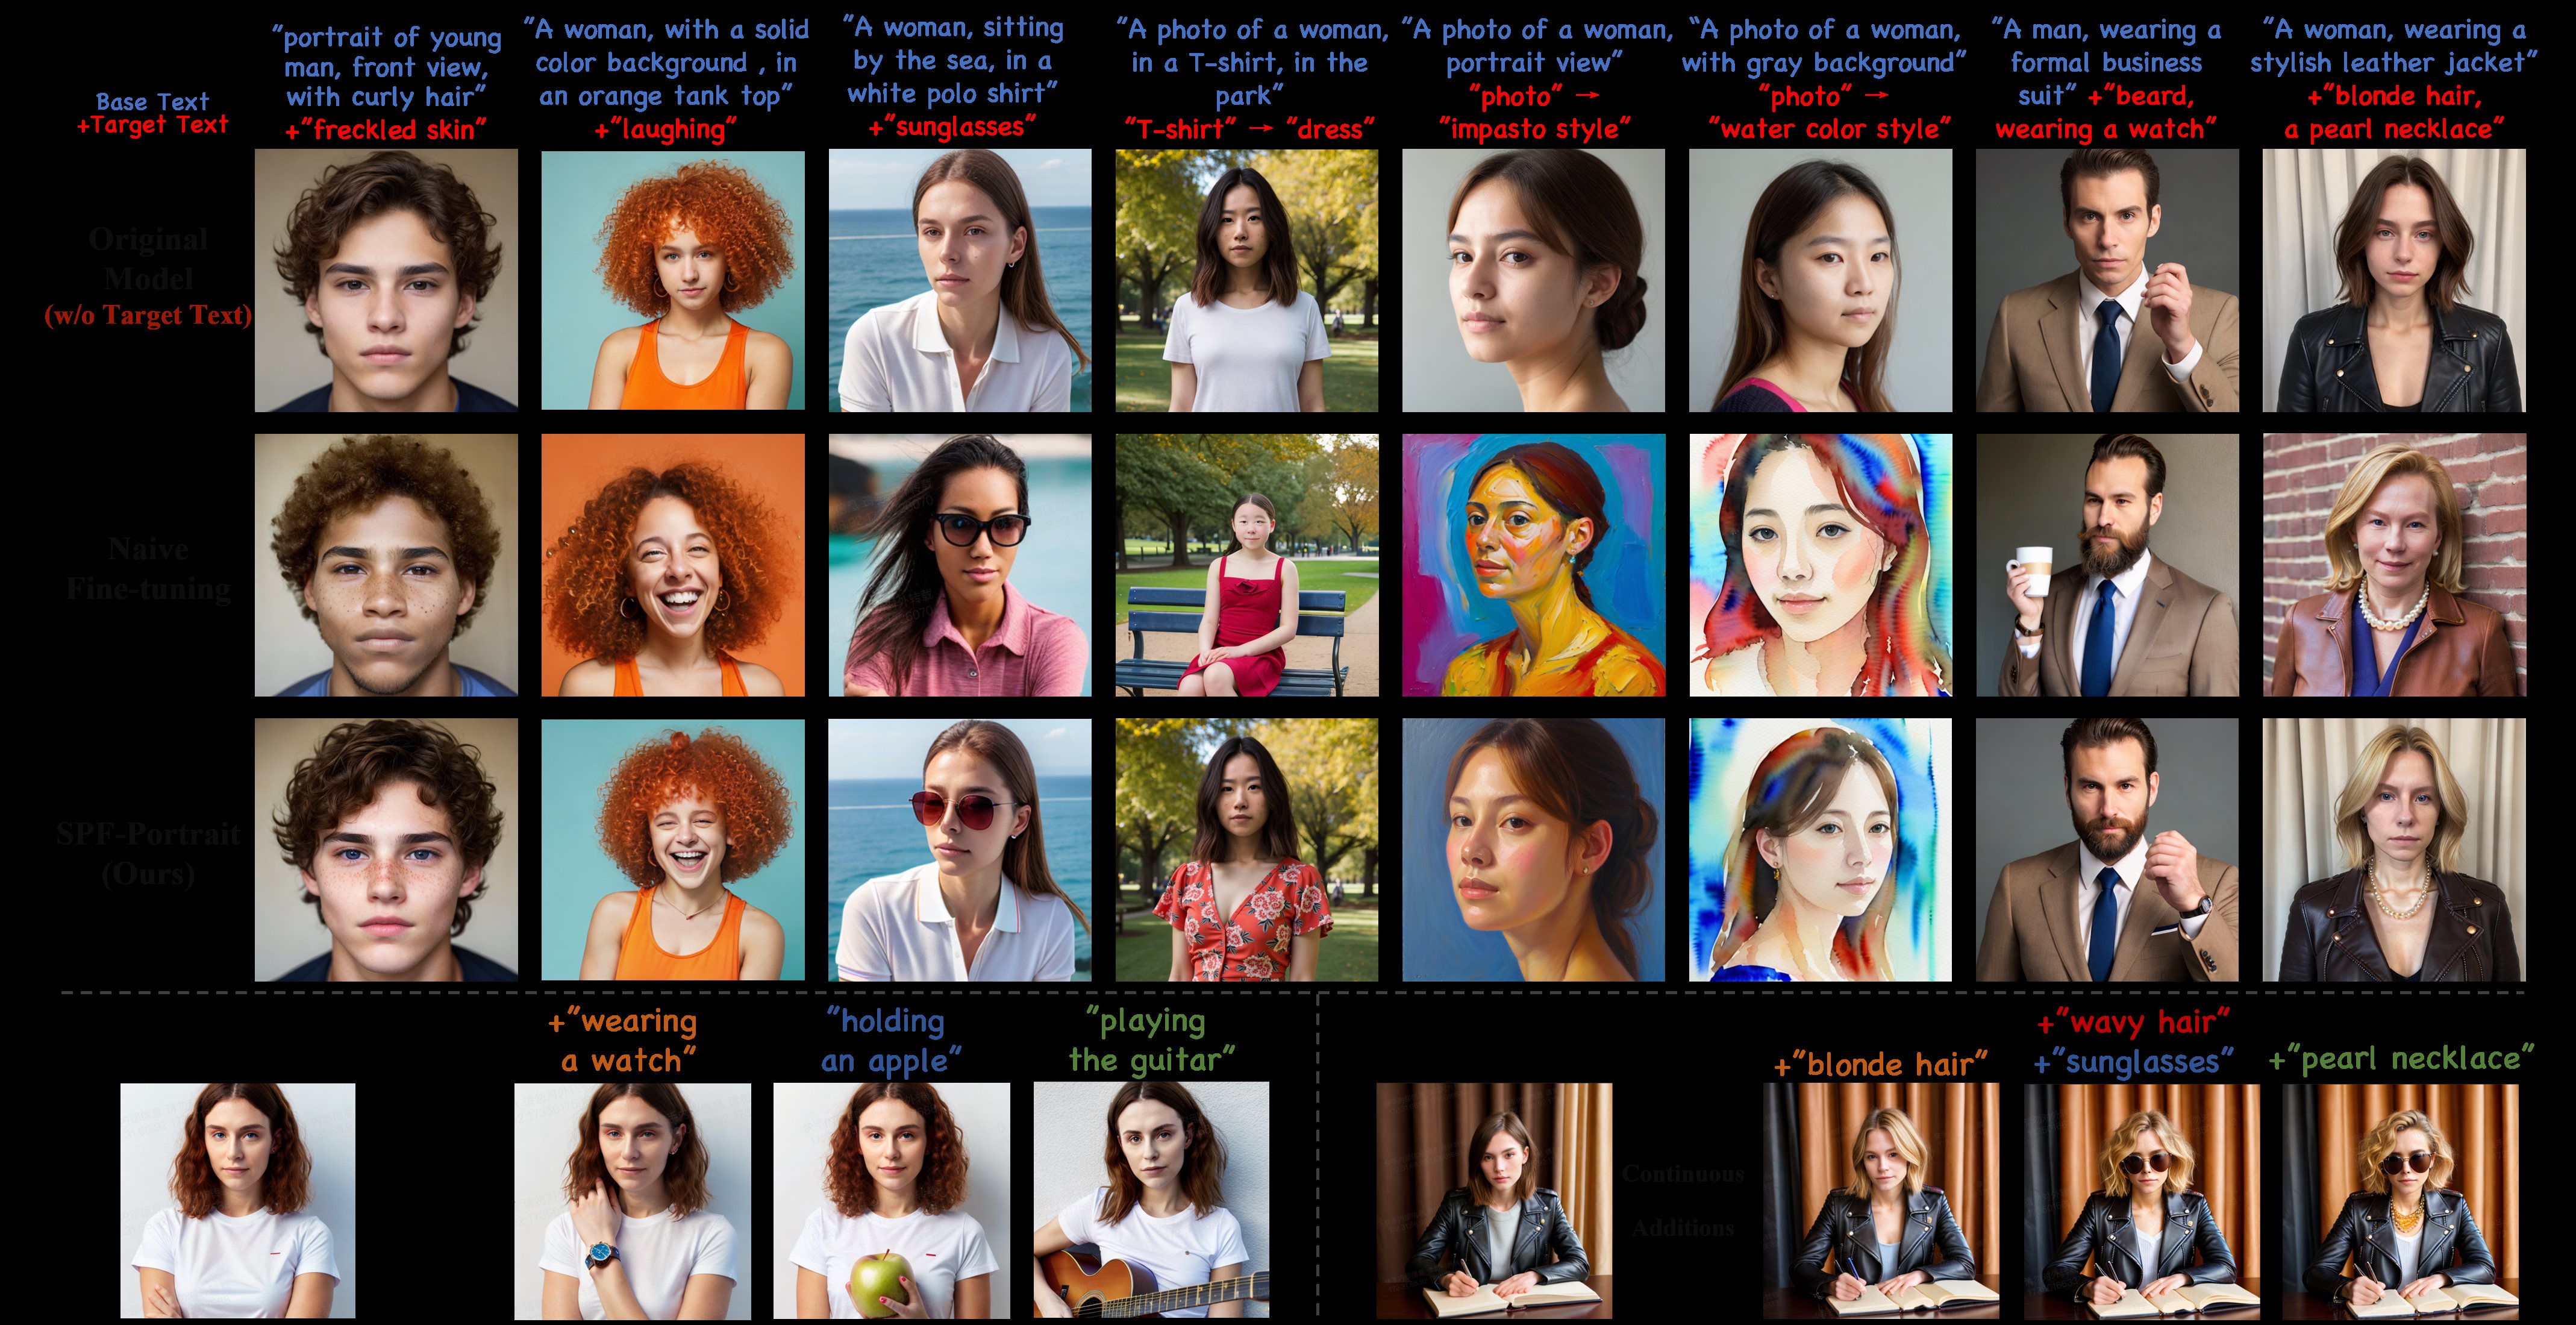 Base Text
+Target Text
"portrait of young
man, front view,
with curly hair"
+"freckled skin"
"A woman, with a solid
color background , in
an orange tank top"
+"laughing"
"A woman, sitting
by the sea, in a
white polo shirt"
+"sunglasses"
"A photo of a woman,
in a T-shirt, in the
park"
"T-shirt" → "dress"
"A photo of a woman,
portrait view"
"photo" →
"impasto style"
"A photo of a woman,
with gray background"
"photo" →
"water color style"
"A man, wearing a
formal business
suit" +"beard,
wearing a watch"
"A woman, wearing a
stylish leather jacket"
+"blonde hair,
a pearl necklace"
Original
Model
(w/o Target Text)
Naive
Fine-tuning
SPF-Portrait
(Ours)
+"wearing
a watch"
"holding
an apple"
"playing
the guitar"
Continuous
Additions
+"blonde hair"
+"wavy hair"
+"sunglasses"
+"pearl necklace"